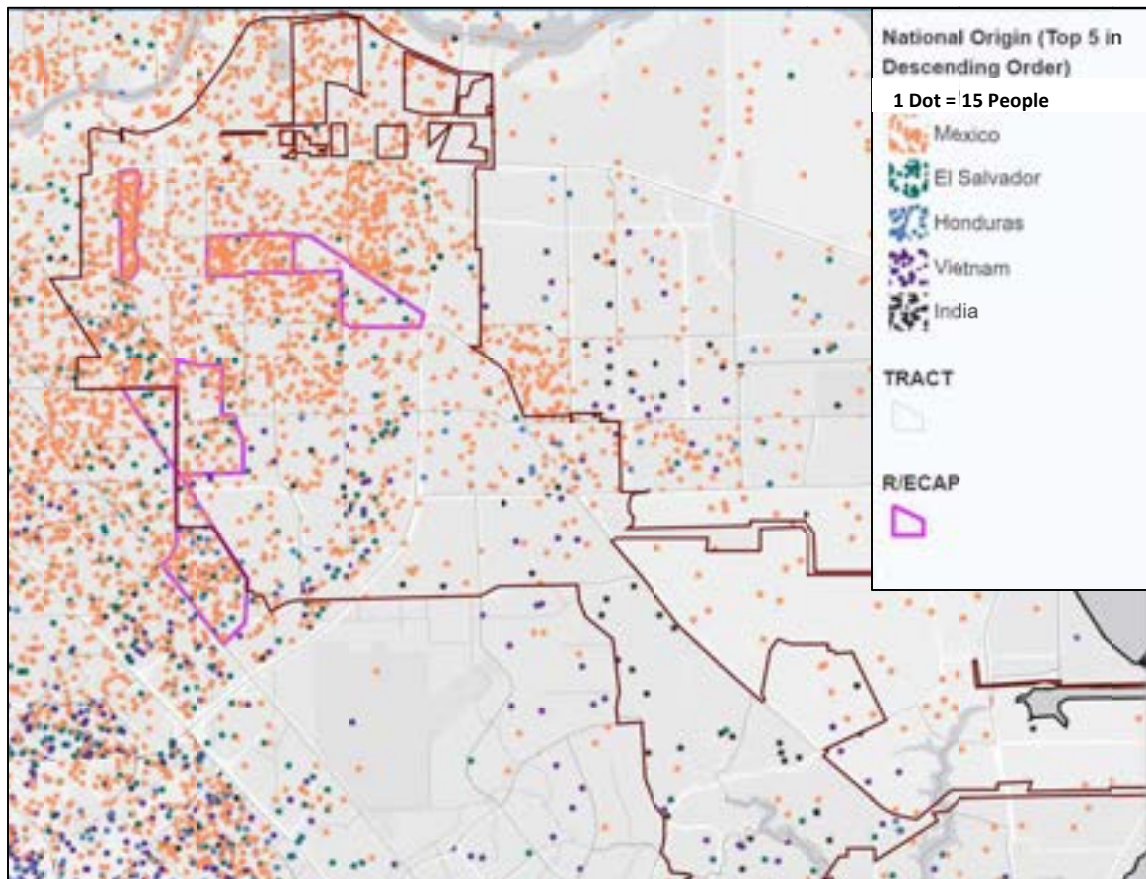 National Origin (Top 5 in
Descending Order)
1 Dot = 15 People
Mexico
El Salvador
Honduras
Vietnam
India
TRACT
R/ECAP